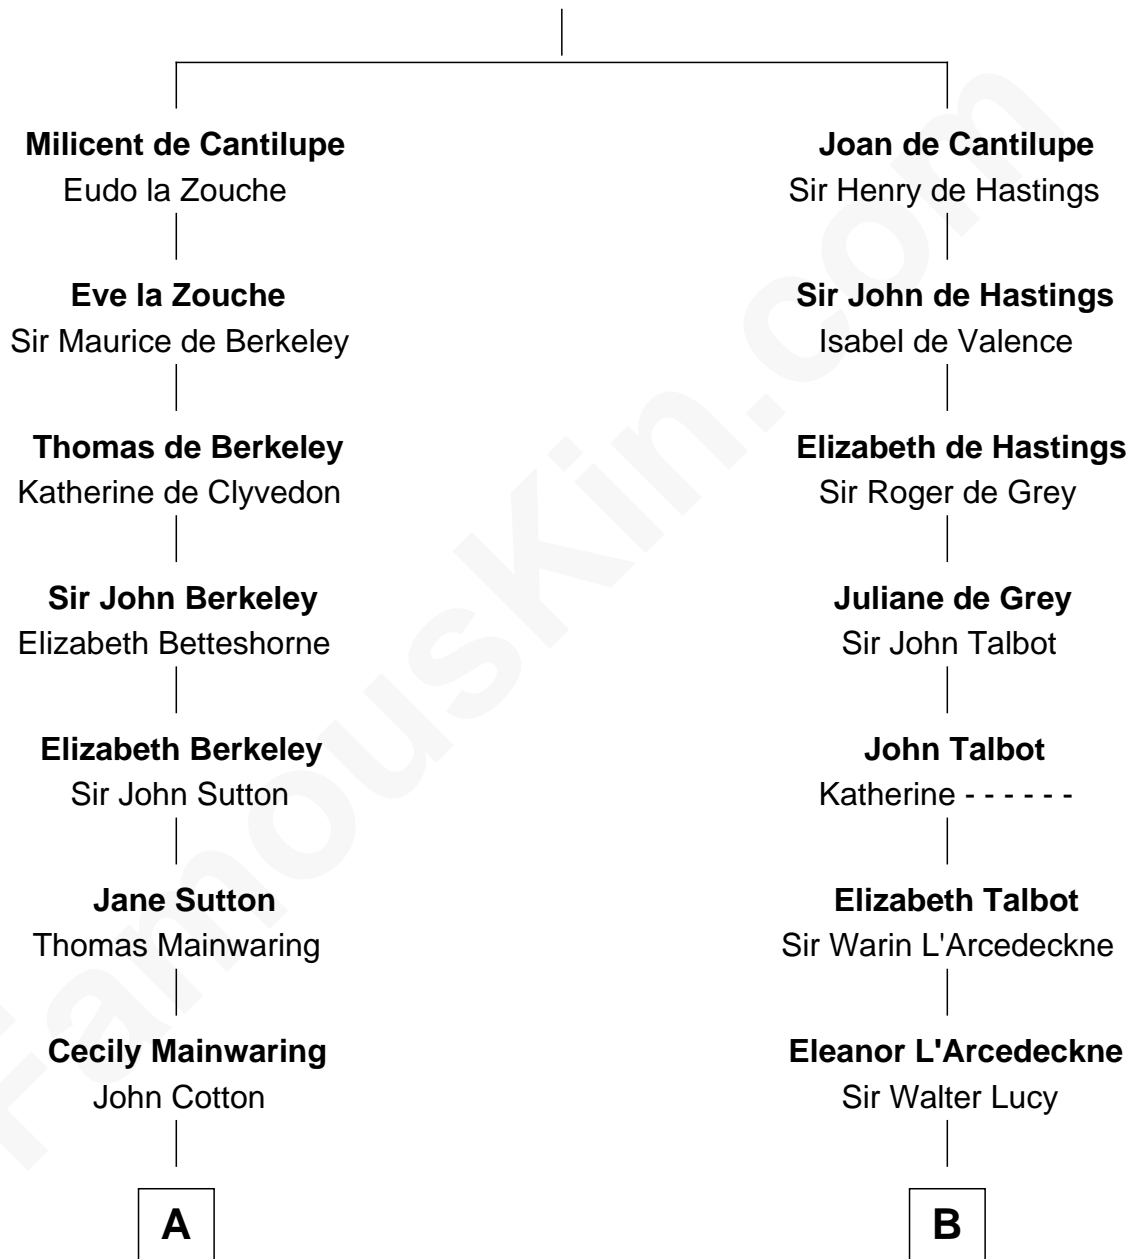 Milicent de Cantilupe
Eudo la Zouche
Eve la Zouche
Sir Maurice de Berkeley
Thomas de Berkeley
Katherine de Clyvedon
Sir John Berkeley
Elizabeth Betteshorne
Elizabeth Berkeley
Sir John Sutton
Jane Sutton
Thomas Mainwaring
Cecily Mainwaring
John Cotton
A
Joan de Cantilupe
Sir Henry de Hastings
Sir John de Hastings
Isabel de Valence
Elizabeth de Hastings
Sir Roger de Grey
Juliane de Grey
Sir John Talbot
John Talbot
Katherine - - - - - -
Elizabeth Talbot
Sir Warin L'Arcedeckne
Eleanor L'Arcedeckne
Sir Walter Lucy
B
FamousKin.com